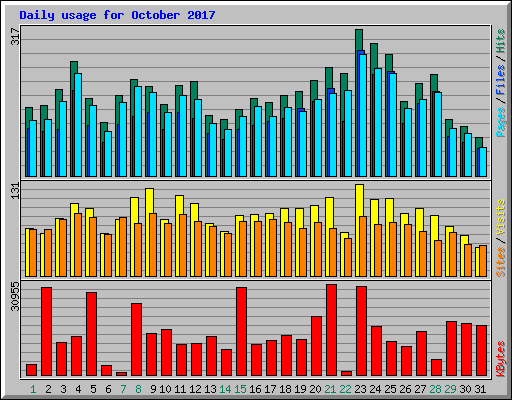 Daily usage for October 2017
317
Pages / Files / Hits
131
Sites / Visits
30955
KBytes
1 2 3 4 5 6 7 8 9 10 11 12 13 14 15 16 17 18 19 20 21 22 23 24 25 26 27 28 29 30 31